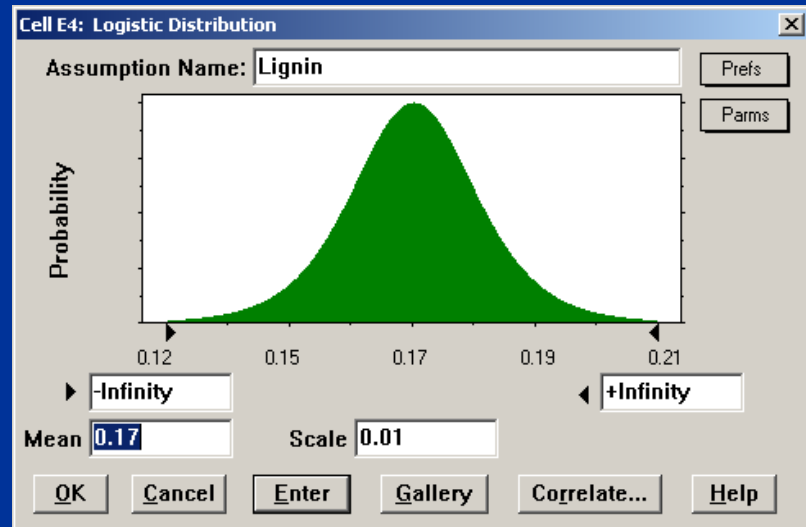 Cell E4: Logistic Distribution
Assumption Name: Lignin
Prefs
Parms
Probability
0.12 0.15 0.17 0.19 0.21
-Infinity +Infinity
Mean 0.17 Scale 0.01
OK Cancel Enter Gallery Correlate... Help